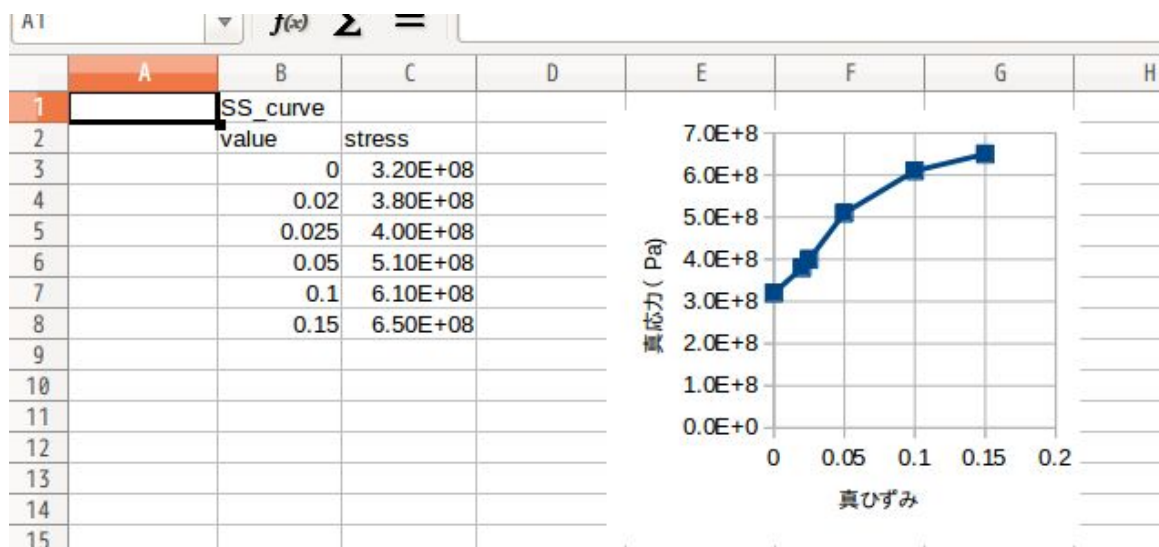 A1 f(x) Σ =
A B C D E F G H
1 SS_curve
2 value stress
3 0 3.20E+08
4 0.02 3.80E+08
5 0.025 4.00E+08
6 0.05 5.10E+08
7 0.1 6.10E+08
8 0.15 6.50E+08
9
10
11
12
13
14
15
7.0E+8
6.0E+8
5.0E+8
4.0E+8
3.0E+8
2.0E+8
1.0E+8
0.0E+0
真応力( Pa)
0 0.05 0.1 0.15 0.2
真ひずみ